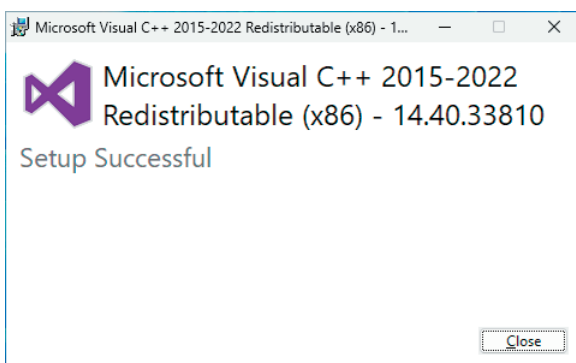 Microsoft Visual C++ 2015-2022 Redistributable (x86) - 1...
Microsoft Visual C++ 2015-2022
Redistributable (x86) - 14.40.33810
Setup Successful
Close